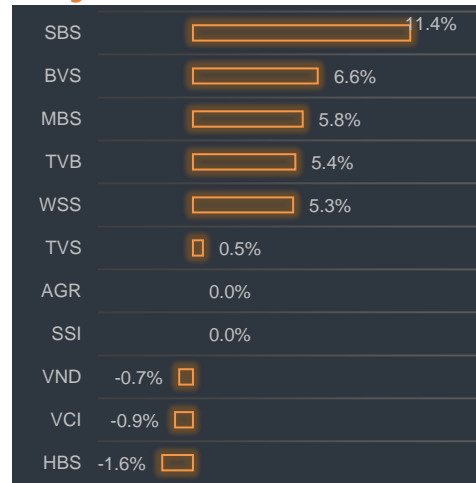 SBS 11.4%
BVS 6.6%
MBS 5.8%
TVB 5.4%
WSS 5.3%
TVS 0.5%
AGR 0.0%
SSI 0.0%
VND -0.7%
VCI -0.9%
HBS -1.6%